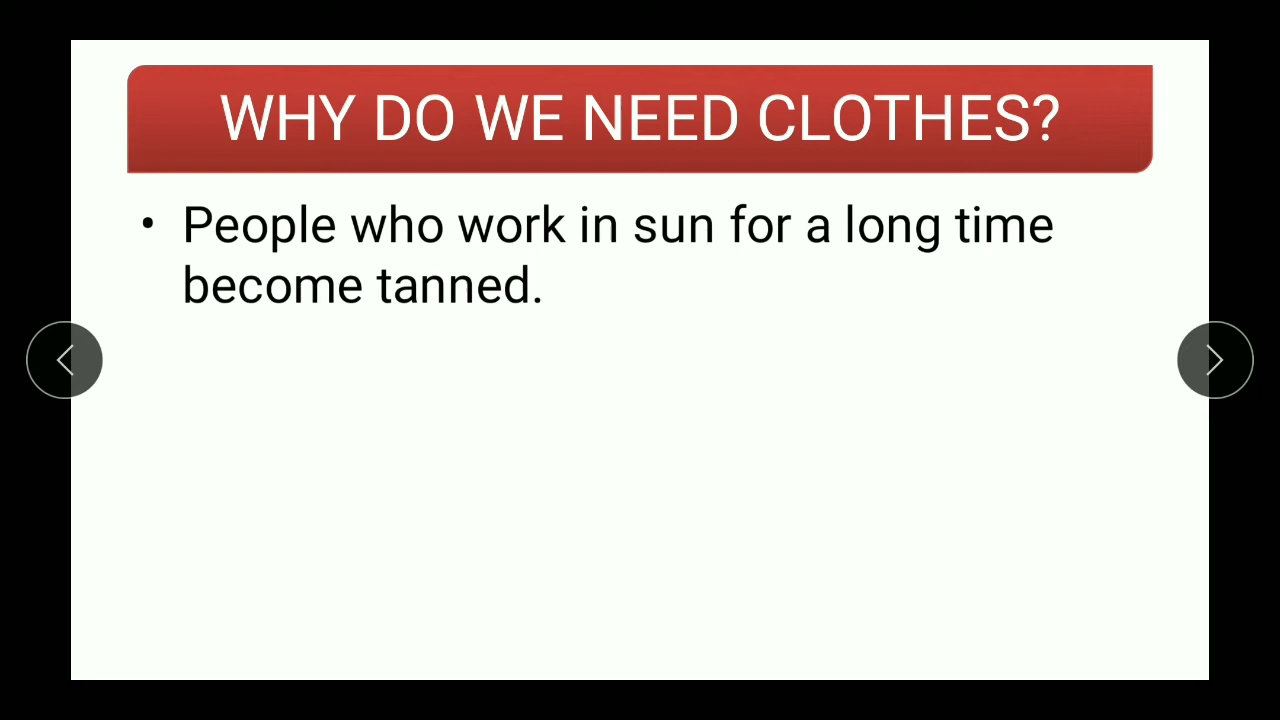 WHY DO WE NEED CLOTHES?
• People who work in sun for a long time
become tanned.